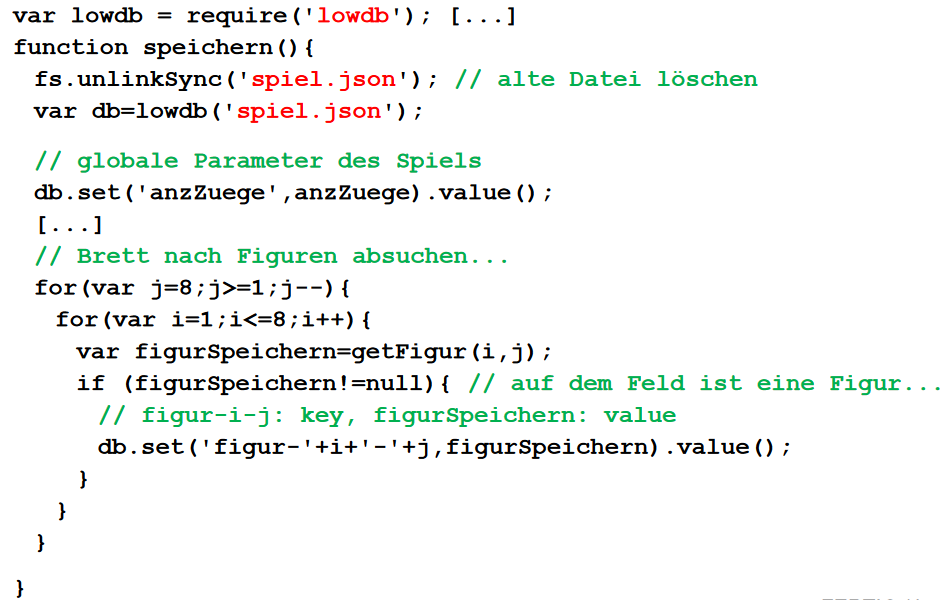 var lowdb = require('lowdb'); [...]
function speichern(){
fs.unlinkSync('spiel.json'); // alte Datei löschen
var db=lowdb('spiel.json');
// globale Parameter des Spiels
db.set('anzZuege',anzZuege).value();
[...]
// Brett nach Figuren absuchen...
for(var j=8;j>=1;j--){
for(var i=1;i<=8;i++){
var figurSpeichern=getFigur(i,j);
if (figurSpeichern!=null){ // auf dem Feld ist eine Figur...
// figur-i-j: key, figurSpeichern: value
db.set('figur-'+i+'-'+j,figurSpeichern).value();
}
}
}
}